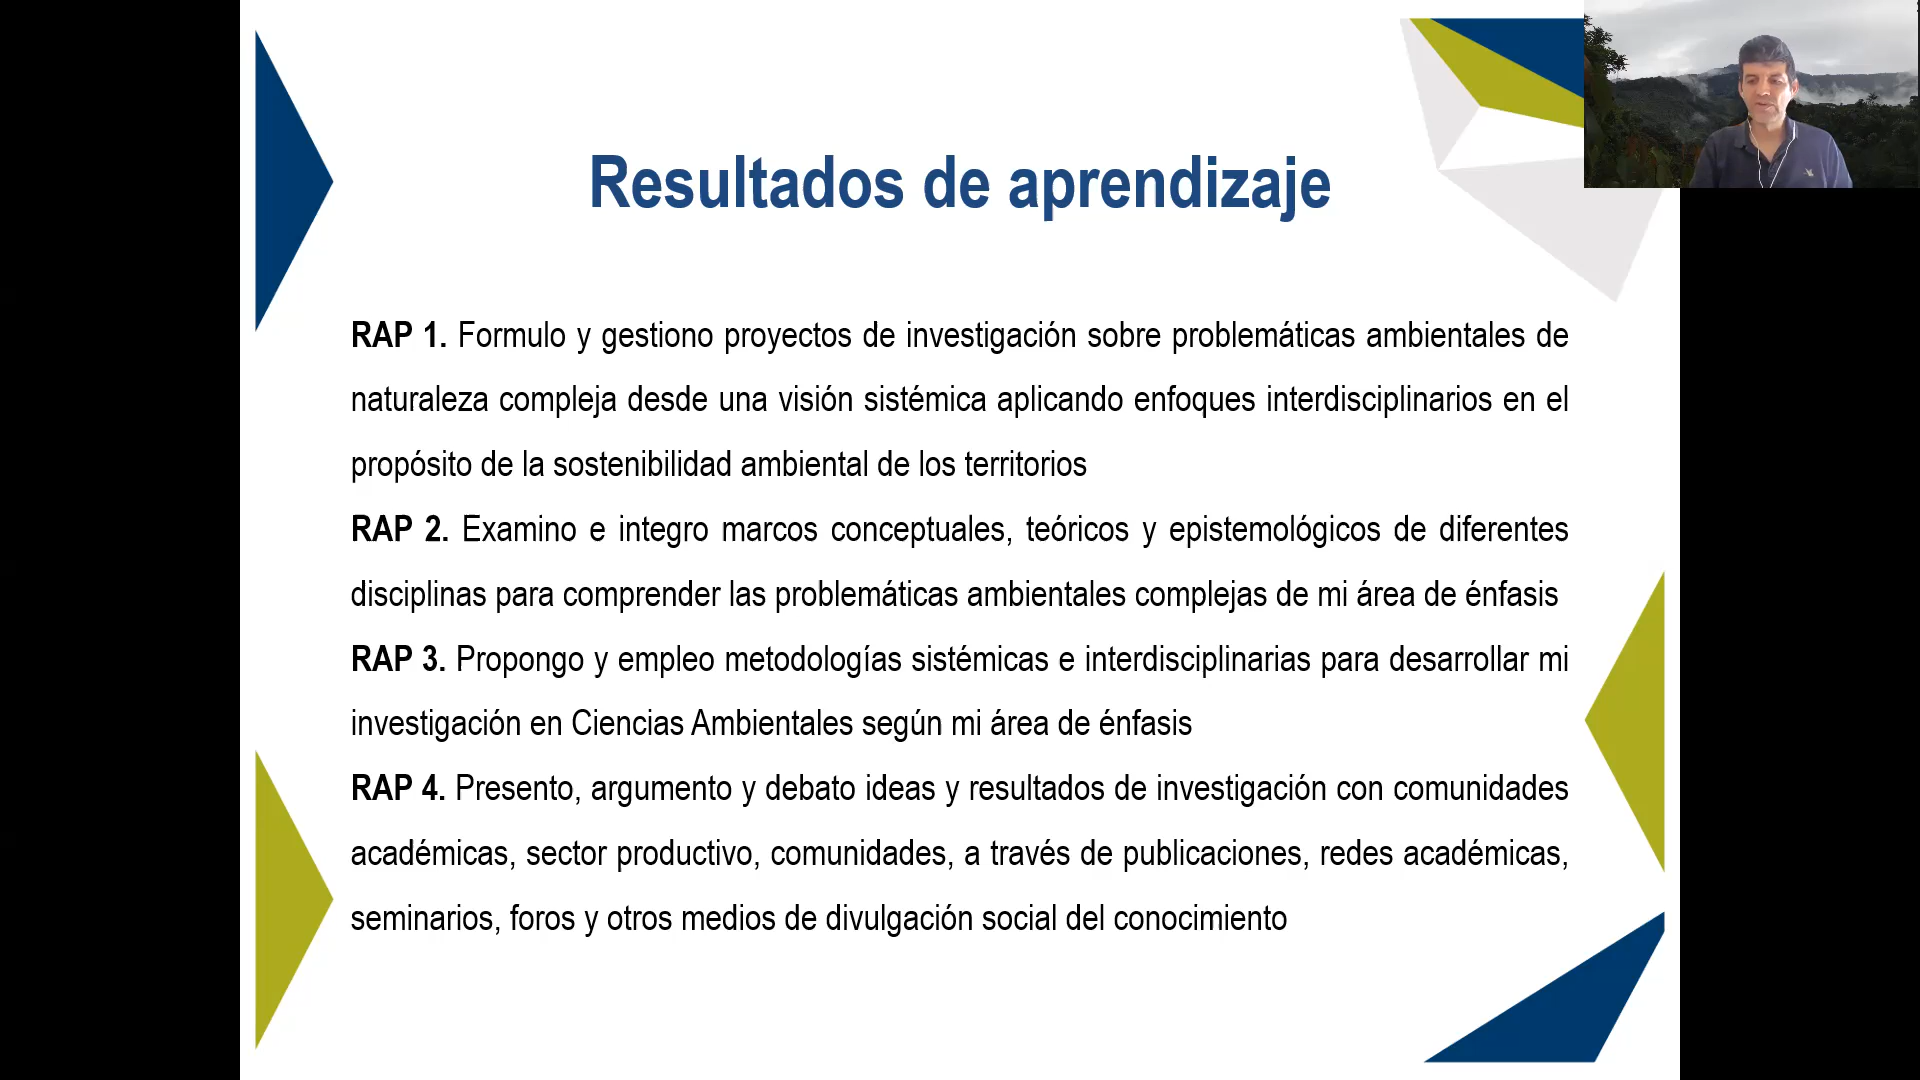 Resultados de aprendizaje
RAP 1. Formulo y gestiono proyectos de investigación sobre problemáticas ambientales de
naturaleza compleja desde una visión sistémica aplicando enfoques interdisciplinarios en el
propósito de la sostenibilidad ambiental de los territorios
RAP 2. Examino e integro marcos conceptuales, teóricos y epistemológicos de diferentes
disciplinas para comprender las problemáticas ambientales complejas de mi área de énfasis
RAP 3. Propongo y empleo metodologías sistémicas e interdisciplinarias para desarrollar mi
investigación en Ciencias Ambientales según mi área de énfasis
RAP 4. Presento, argumento y debato ideas y resultados de investigación con comunidades
académicas, sector productivo, comunidades, a través de publicaciones, redes académicas,
seminarios, foros y otros medios de divulgación social del conocimiento